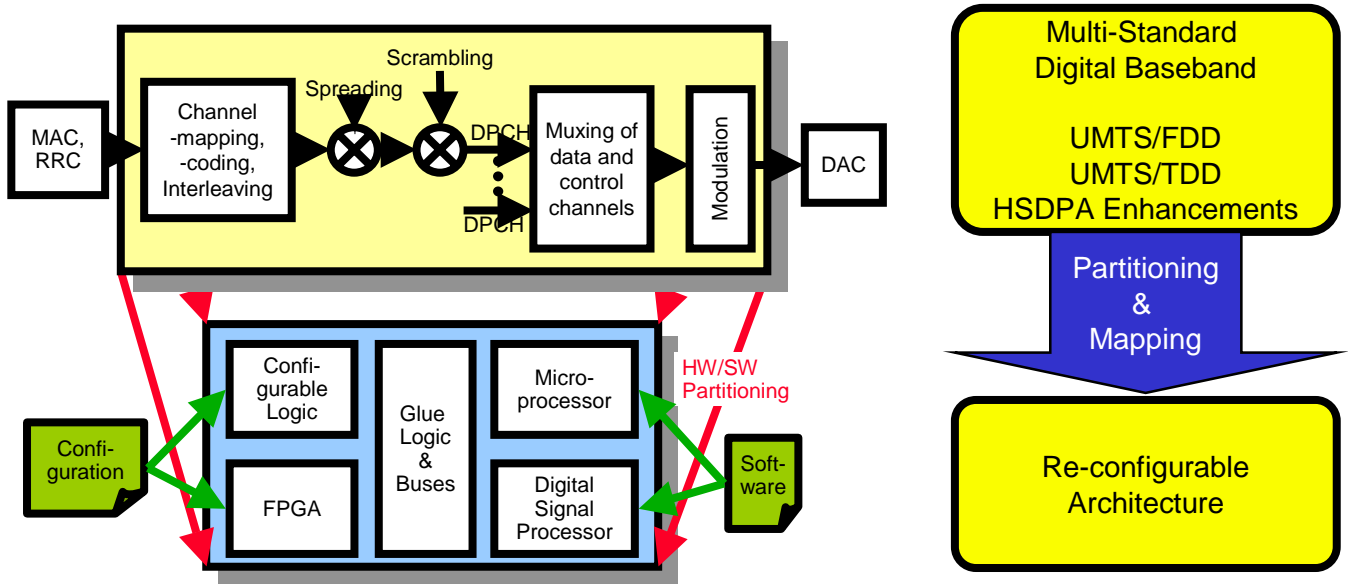 Scrambling
Spreading
MAC,
RRC
Channel
-mapping,
-coding,
Interleaving
DPCH
DPCH
Muxing of
data and
control
channels
Modulation
DAC
Confi-
gurable
Logic
FPGA
Glue
Logic
&
Buses
Micro-
processor
Digital
Signal
Processor
HW/SW
Partitioning
Confi-
guration
Soft-
ware
Multi-Standard
Digital Baseband
UMTS/FDD
UMTS/TDD
HSDPA Enhancements
Partitioning
&
Mapping
Re-configurable
Architecture